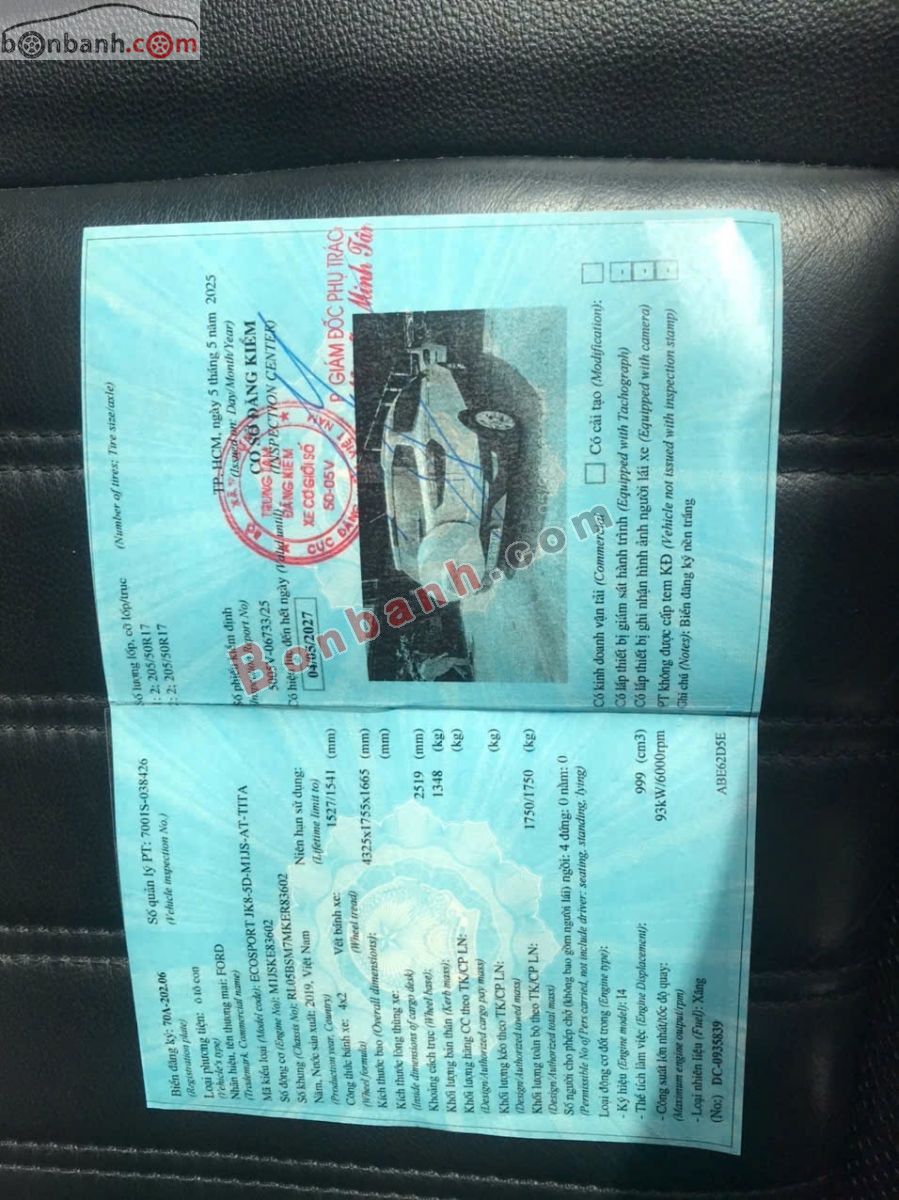 bonbanh.com
Biển đăng ký: 70A-202.06 Số quản lý PT: 7001S-038426
(Registration plate) (Vehicle inspection No.)
Loại phương tiện: ô tô con
(Vehicle's type)
Nhãn hiệu, tên thương mại: FORD
(Trademark, Commercial name)
Mã kiểu loại (Model code): ECOSPORT JK8-5D-M1JS-AT-TITA
Số động cơ (Engine No): M1JSKE83602
Số khung (Chassis No): RL05BSM7MKER83602
Năm, Nước sản xuất: 2019, Việt Nam Niên hạn sử dụng:
(Production year, Country) (Lifetime limit to)
Công thức bánh xe: 4x2 Vết bánh xe: 1527/1541 (mm)
(Wheel formula) (Wheel tread)
Kích thước bao (Overall dimensions): 4325x1755x1665 (mm)
Kích thước lòng thùng xe: (mm)
(Inside dimensions of cargo desk)
Khoảng cách trục (Wheel base): 2519 (mm)
Khối lượng bản thân (Kerb mass): 1348 (kg)
Khối lượng hàng CC theo TK/CP LN: (kg)
(Design/Authorized cargo pay mass)
Khối lượng kéo theo TK/CP LN: (kg)
(Design/Authorized towed mass)
Khối lượng toàn bộ theo TK/CP LN: 1750/1750 (kg)
(Design/Authorized total mass)
Số người cho phép chở (không bao gồm người lái) ngồi: 4 đứng: 0 nằm: 0
(Permissible No of Pers carried, not include driver: seating, standing, lying)
Loại động cơ đốt trong (Engine type):
- Ký hiệu (Engine model): I4
- Thể tích làm việc (Engine Displacement): 999 (cm3)
- Công suất lớn nhất/tốc độ quay: 93kW/6000rpm
(Maximum engine output/rpm)
- Loại nhiên liệu (Fuel): Xăng
(No:) DC-0935839 ABE62D5E
Số lượng lốp, cỡ lốp/trục (Number of tires; Tire size/axle)
1: 2; 205/50R17
2: 2; 205/50R17
Số phiếu kiểm định
Report No)
5005V-06733/25
Có hiệu lực đến hết ngày (Valid until)
04/05/2027
TP-HCM, ngày 5 tháng 5 năm 2025
(Issued on: Day/Month/Year)
CƠ SỞ ĐĂNG KIỂM
(INSPECTION CENTER)
TRUNG TÂM
ĐĂNG KIỂM
XE CƠ GIỚI SỐ
50-05V
P. GIÁM ĐỐC PHỤ TRÁCH
Minh Tân
Bonbanh.com
Có kinh doanh vận tải (Commercial) Có cải tạo (Modification):
Có lắp thiết bị giám sát hành trình (Equipped with Tachograph)
Có lắp thiết bị ghi nhận hình ảnh người lái xe (Equipped with camera)
PT không được cấp tem KĐ (Vehicle not issued with inspection stamp)
Ghi chú (Notes): Biển đăng ký nền trắng